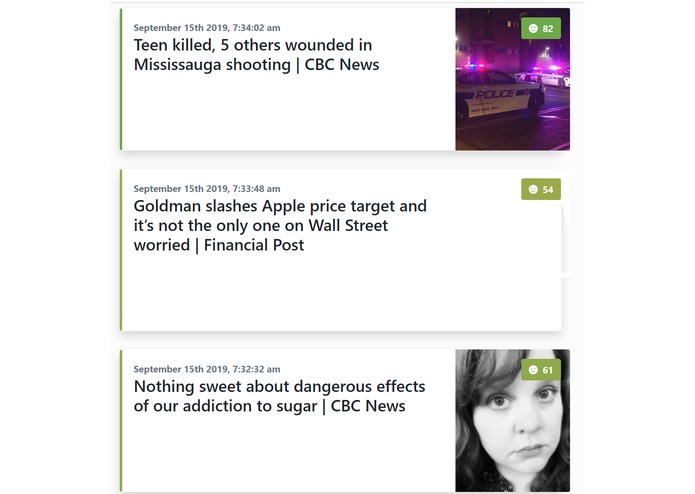 September 15th 2019, 7:34:02 am
82
Teen killed, 5 others wounded in
Mississauga shooting | CBC News
POLICE
September 15th 2019, 7:33:48 am
54
Goldman slashes Apple price target and
it’s not the only one on Wall Street
worried | Financial Post
September 15th 2019, 7:32:32 am
61
Nothing sweet about dangerous effects
of our addiction to sugar | CBC News